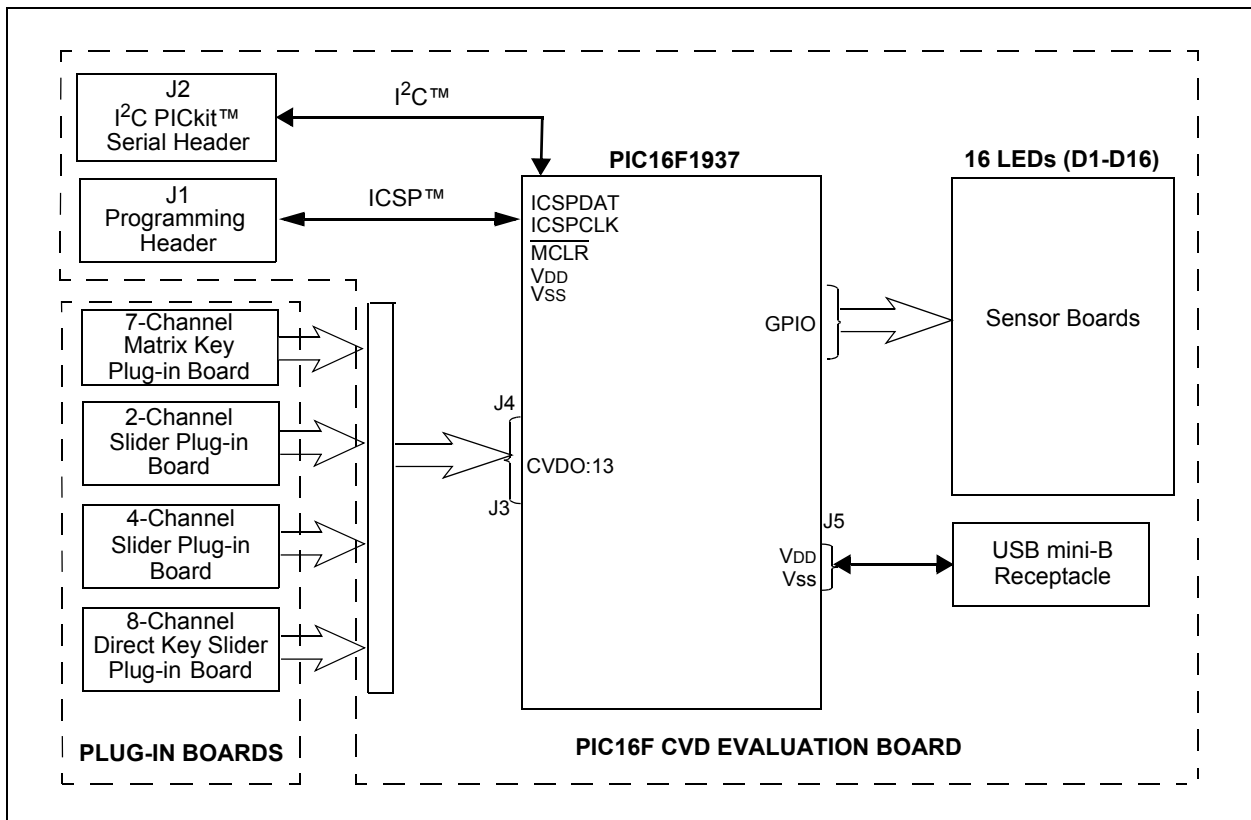 J2
I²C PICkit™
Serial Header
I²C™
J1
Programming
Header
ICSP™
PIC16F1937
ICSPDAT
ICSPCLK
MCLR
VDD
VSS
GPIO
16 LEDs (D1-D16)
Sensor Boards
7-Channel
Matrix Key
Plug-in Board
2-Channel
Slider Plug-in
Board
4-Channel
Slider Plug-in
Board
8-Channel
Direct Key Slider
Plug-in Board
J4
CVDO:13
J3
J5
VDD
Vss
USB mini-B
Receptacle
PLUG-IN BOARDS
PIC16F CVD EVALUATION BOARD